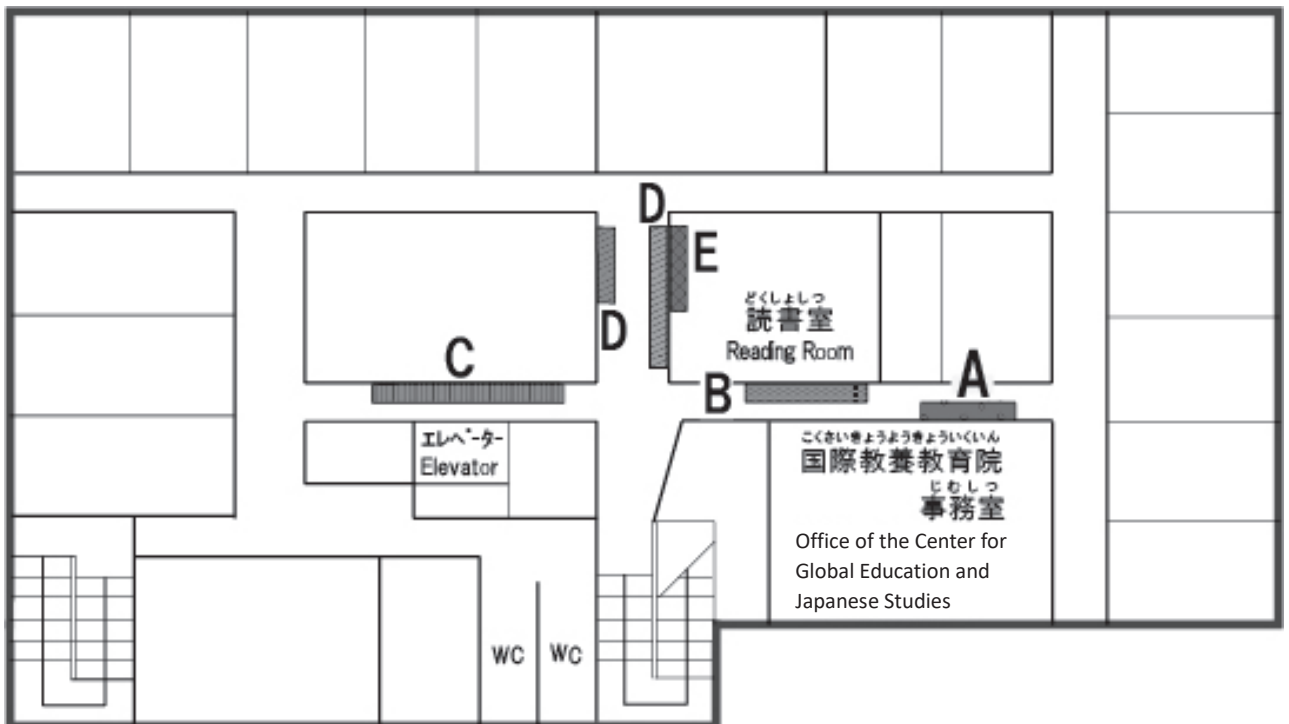 D
E
どくしょしつ
読書室
Reading Room
D
C
A
B
エレベーター
Elevator
こくさいきょうようきょういくいん
国際教養教育院
じむしつ
事務室
Office of the Center for
Global Education and
Japanese Studies
WC
WC